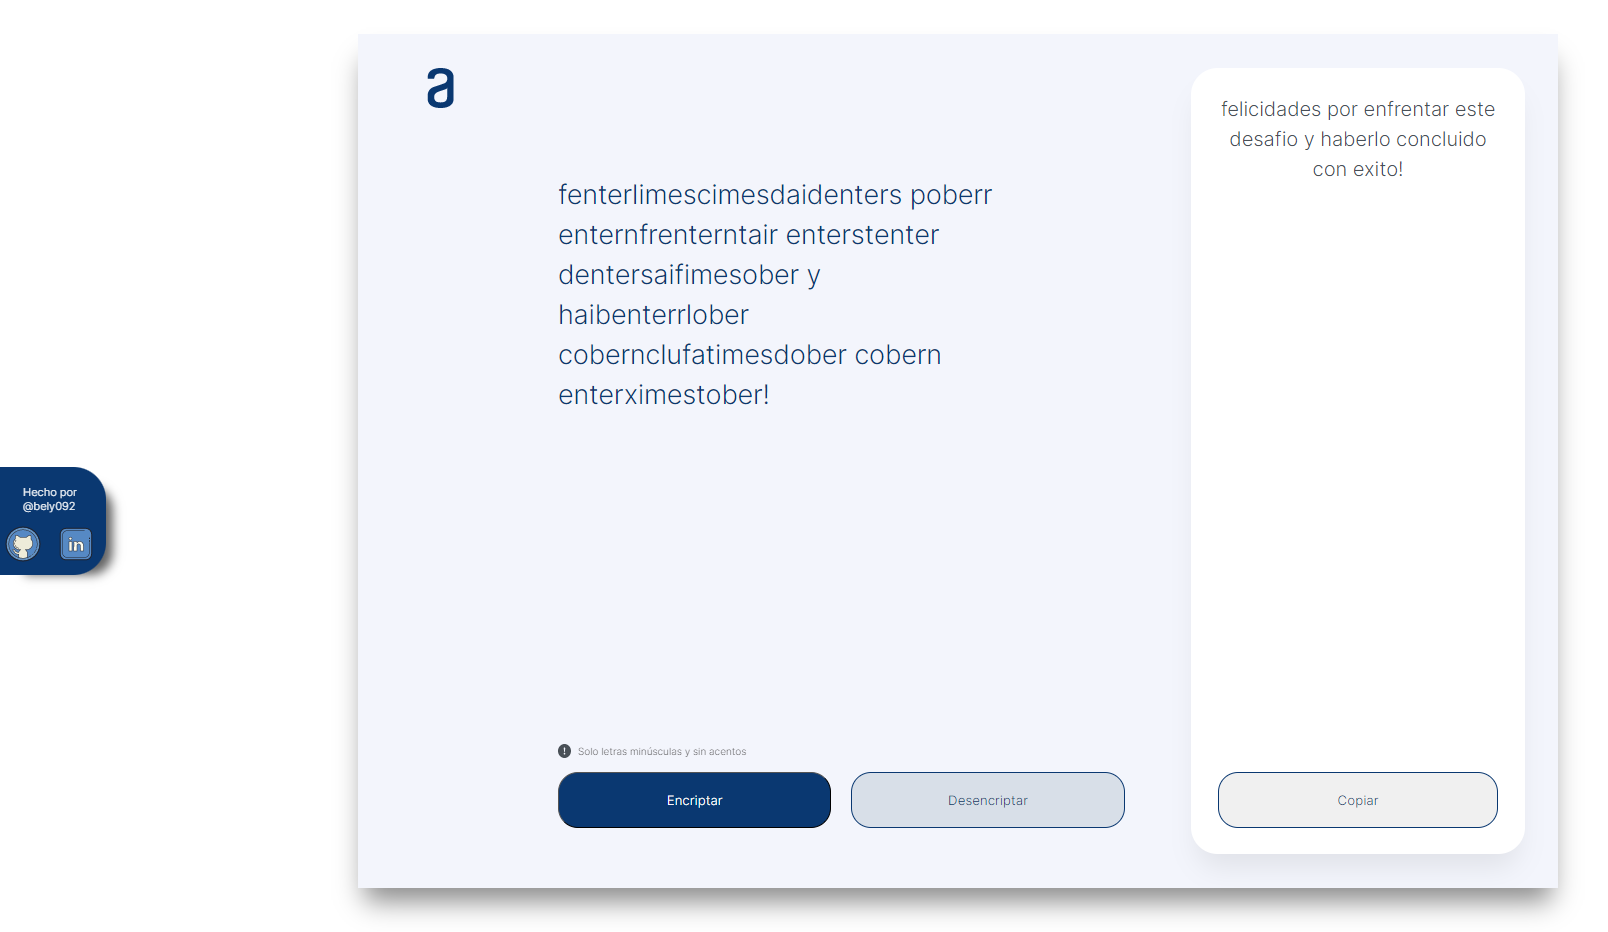 a
fenterlimescimesdaidenters poberr
enternfrenterntair enterstenter
dentersaifimesober y
haibenterrlober
cobernclufatimesdober cobern
enterximestober!
! Solo letras minúsculas y sin acentos
Encriptar
Desencriptar
felicidades por enfrentar este
desafio y haberlo concluido
con exito!
Copiar
Hecho por
@bely092
in